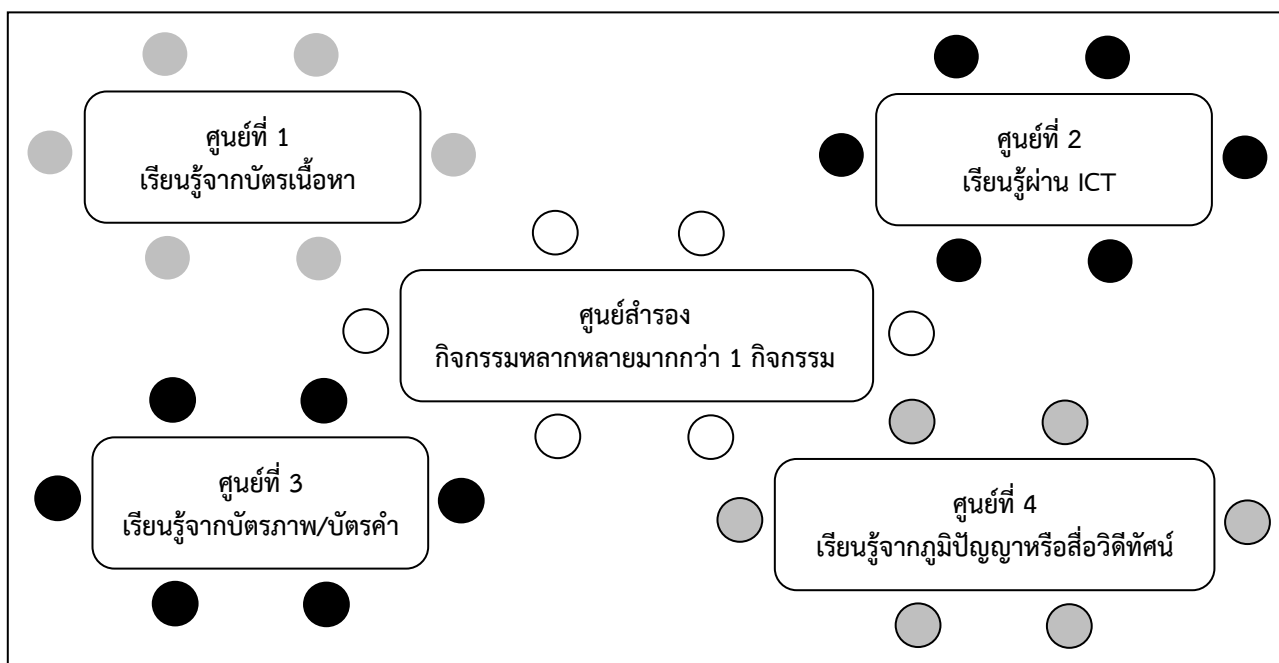 ศูนย์ที่ 1
เรียนรู้จากบัตรเนื้อหา
ศูนย์ที่ 2
เรียนรู้ผ่าน ICT
ศูนย์สำรอง
กิจกรรมหลากหลายมากกว่า 1 กิจกรรม
ศูนย์ที่ 3
เรียนรู้จากบัตรภาพ/บัตรคำ
ศูนย์ที่ 4
เรียนรู้จากภูมิปัญญาหรือสื่อวิดีทัศน์